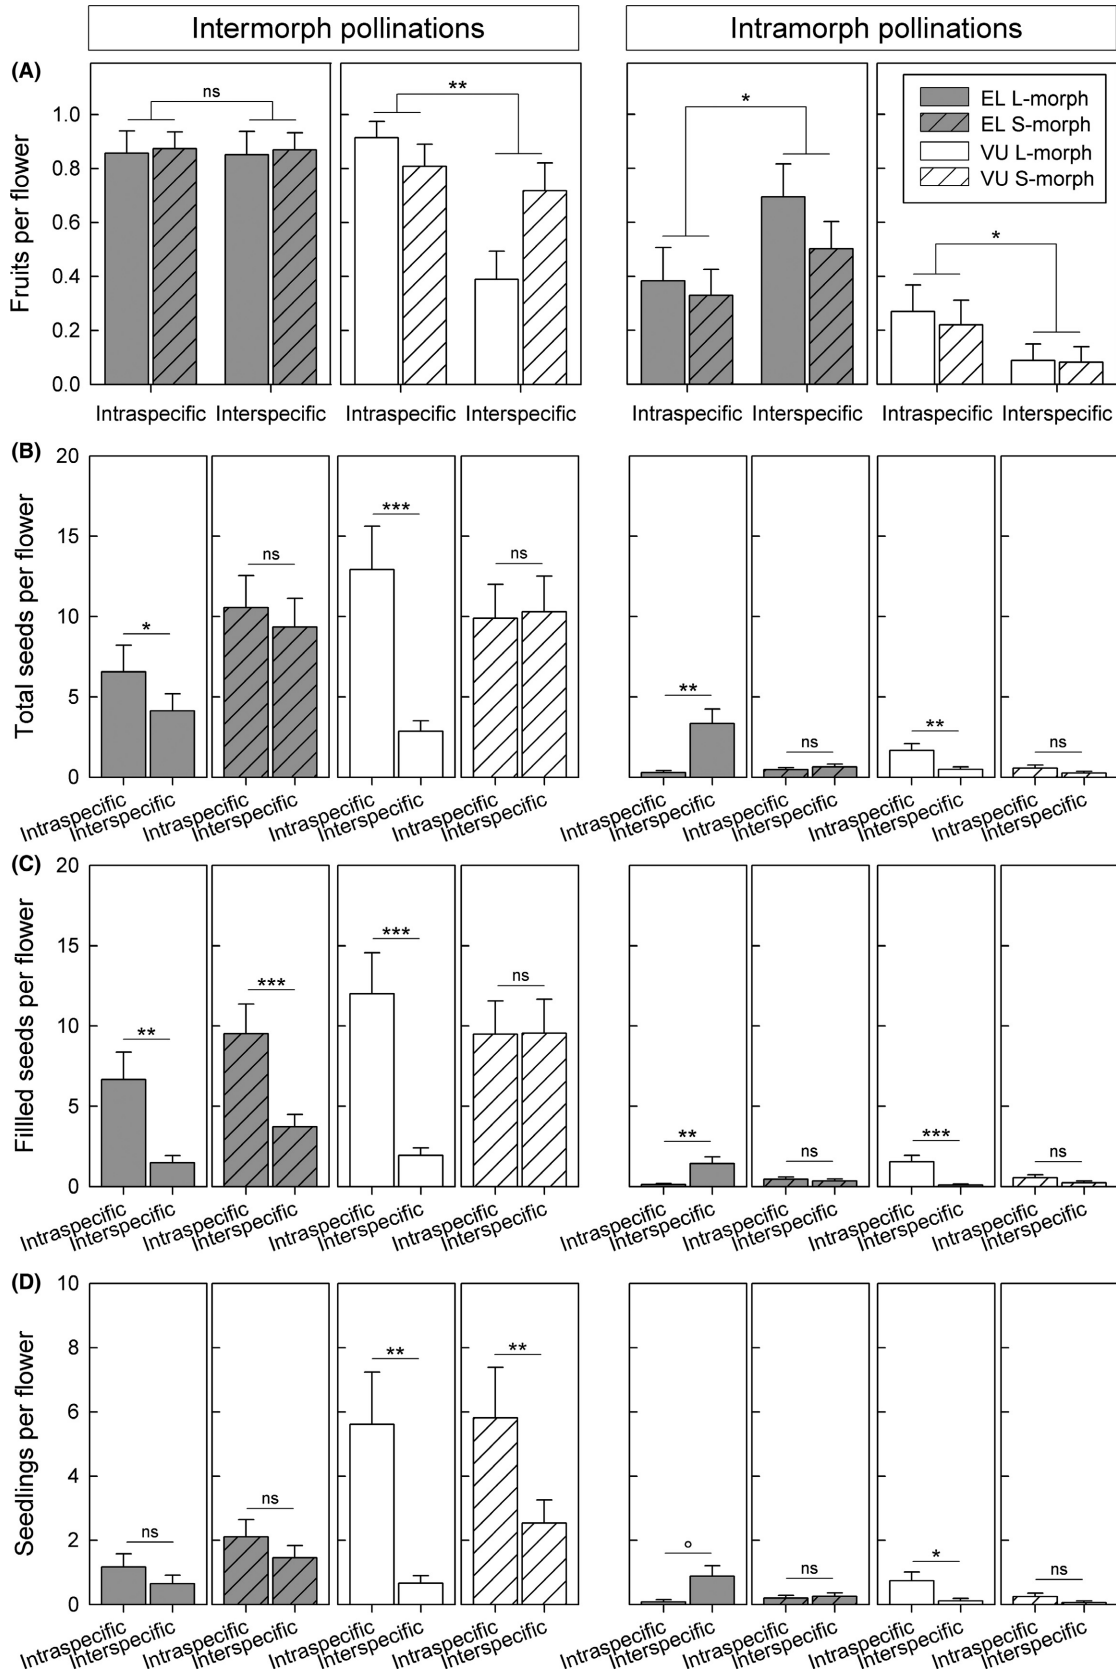 Intermorph pollinations
Intramorph pollinations
(A)
Fruits per flower
1.0
0.8
0.6
0.4
0.2
0.0
ns
**
*
*
EL L-morph
EL S-morph
VU L-morph
VU S-morph
Intraspecific Interspecific Intraspecific Interspecific Intraspecific Interspecific Intraspecific Interspecific
(B)
Total seeds per flower
20
15
10
5
0
* ns *** ns ** ns ** ns
Intraspecific Interspecific Intraspecific Interspecific Intraspecific Interspecific Intraspecific Interspecific Intraspecific Interspecific Intraspecific Interspecific Intraspecific Interspecific Intraspecific Interspecific
(C)
Fillled seeds per flower
20
15
10
5
0
** *** *** ns ** ns *** ns
Intraspecific Interspecific Intraspecific Interspecific Intraspecific Interspecific Intraspecific Interspecific Intraspecific Interspecific Intraspecific Interspecific Intraspecific Interspecific Intraspecific Interspecific
(D)
Seedlings per flower
10
8
6
4
2
0
ns ns ** ** ° ns * ns
Intraspecific Interspecific Intraspecific Interspecific Intraspecific Interspecific Intraspecific Interspecific Intraspecific Interspecific Intraspecific Interspecific Intraspecific Interspecific Intraspecific Interspecific